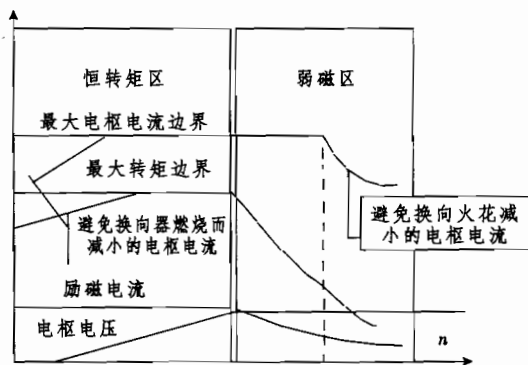 恒转矩区
弱磁区
最大电枢电流边界
最大转矩边界
避免换向器燃烧而
减小的电枢电流
避免换向火花减
小的电枢电流
励磁电流
电枢电压
n